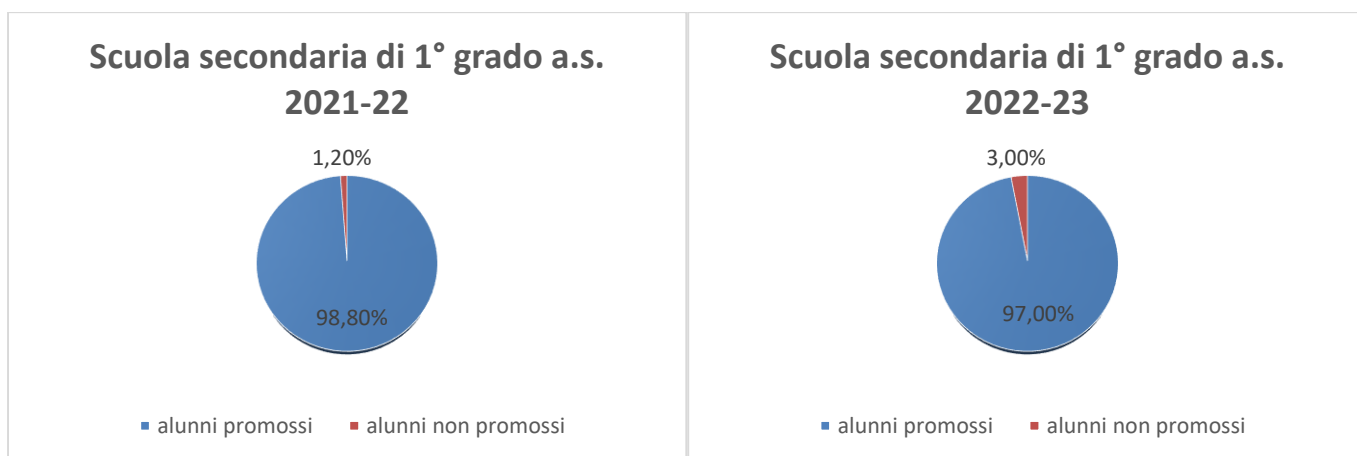 Scuola secondaria di 1° grado a.s.
2021-22
1,20%
98,80%
alunni promossi alunni non promossi
Scuola secondaria di 1° grado a.s.
2022-23
3,00%
97,00%
alunni promossi alunni non promossi